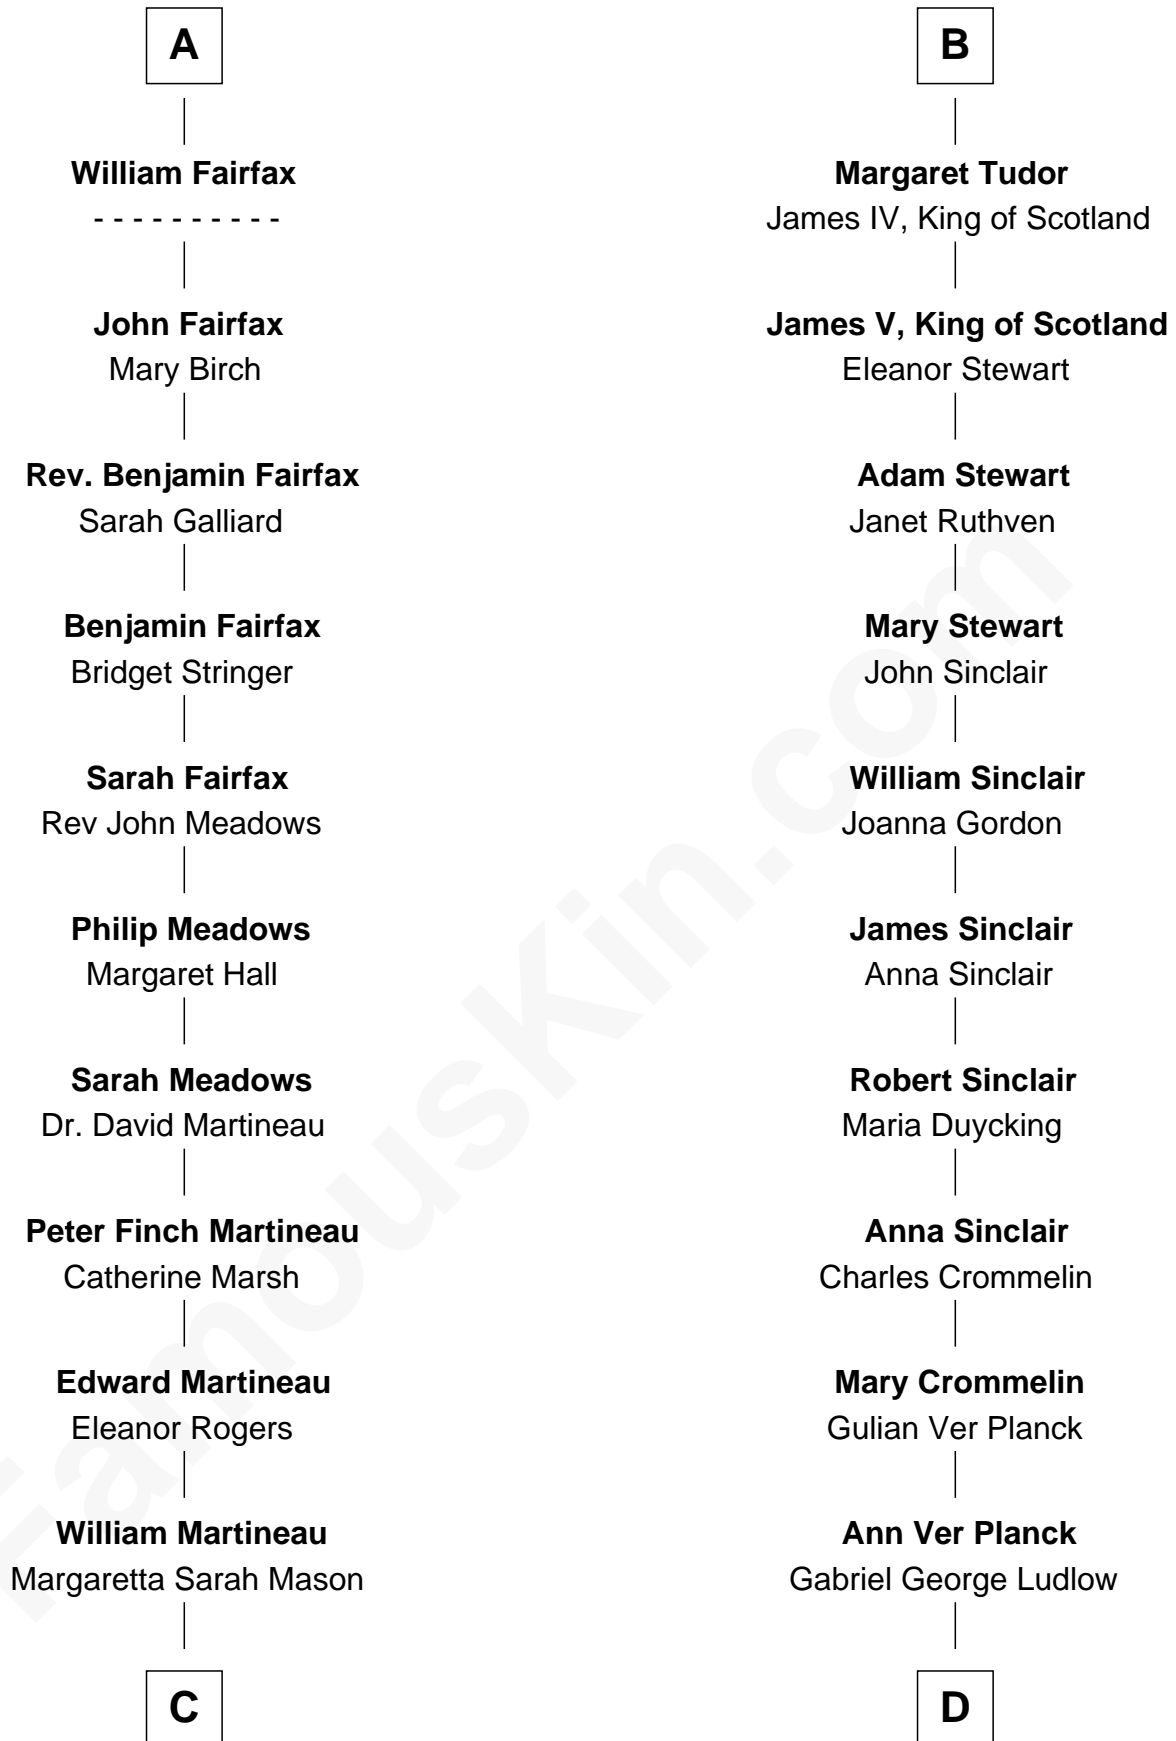 A
William Fairfax
- - - - - - - - - -
John Fairfax
Mary Birch
Rev. Benjamin Fairfax
Sarah Galliard
Benjamin Fairfax
Bridget Stringer
Sarah Fairfax
Rev John Meadows
Philip Meadows
Margaret Hall
Sarah Meadows
Dr. David Martineau
Peter Finch Martineau
Catherine Marsh
Edward Martineau
Eleanor Rogers
William Martineau
Margaretta Sarah Mason
C
B
Margaret Tudor
James IV, King of Scotland
James V, King of Scotland
Eleanor Stewart
Adam Stewart
Janet Ruthven
Mary Stewart
John Sinclair
William Sinclair
Joanna Gordon
James Sinclair
Anna Sinclair
Robert Sinclair
Maria Duycking
Anna Sinclair
Charles Crommelin
Mary Crommelin
Gulian Ver Planck
Ann Ver Planck
Gabriel George Ludlow
D
FamousKin.com